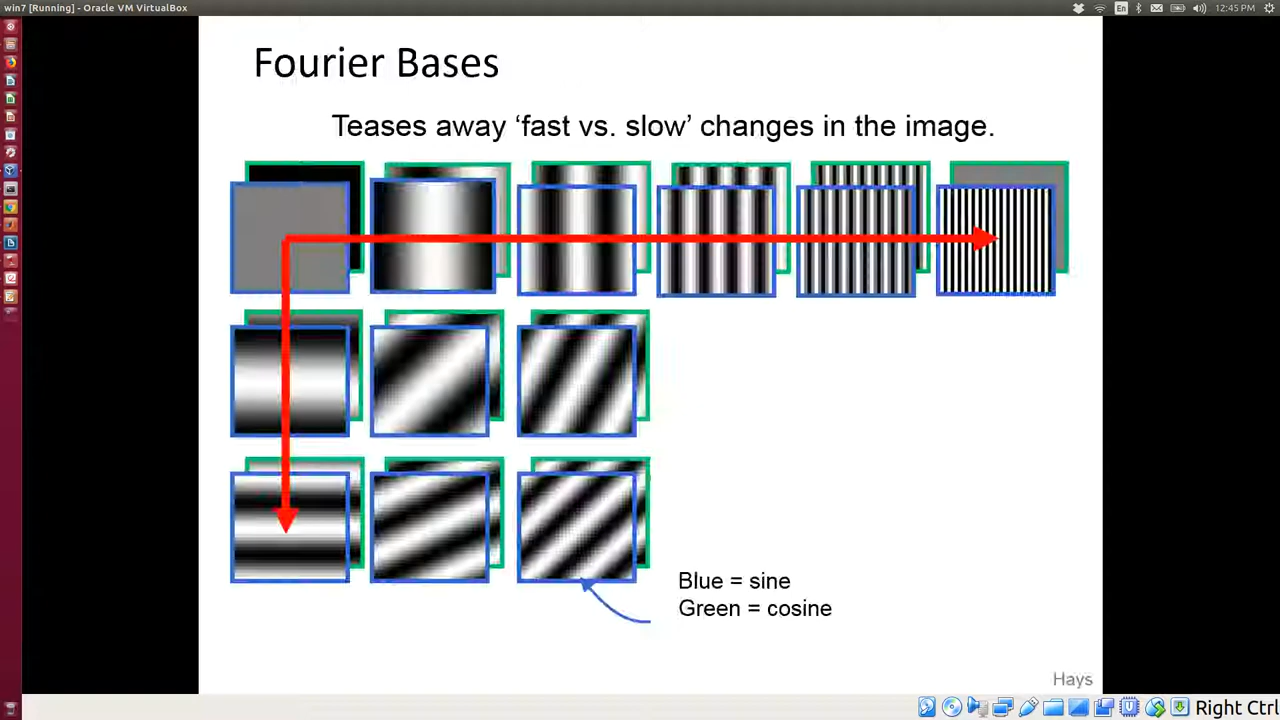 win7 [Running] - Oracle VM VirtualBox
En
12:45 PM
Fourier Bases
Teases away ‘fast vs. slow’ changes in the image.
Blue = sine
Green = cosine
Hays
Right Ctrl